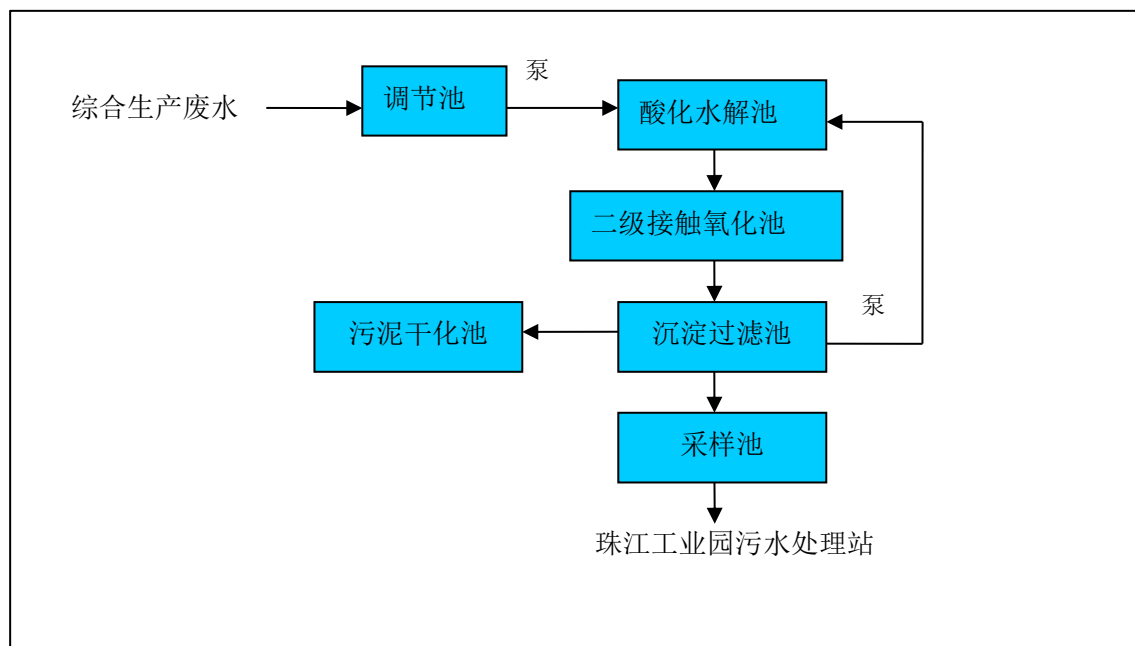 泵
综合生产废水
调节池
酸化水解池
二级接触氧化池
泵
污泥干化池
沉淀过滤池
采样池
珠江工业园污水处理站